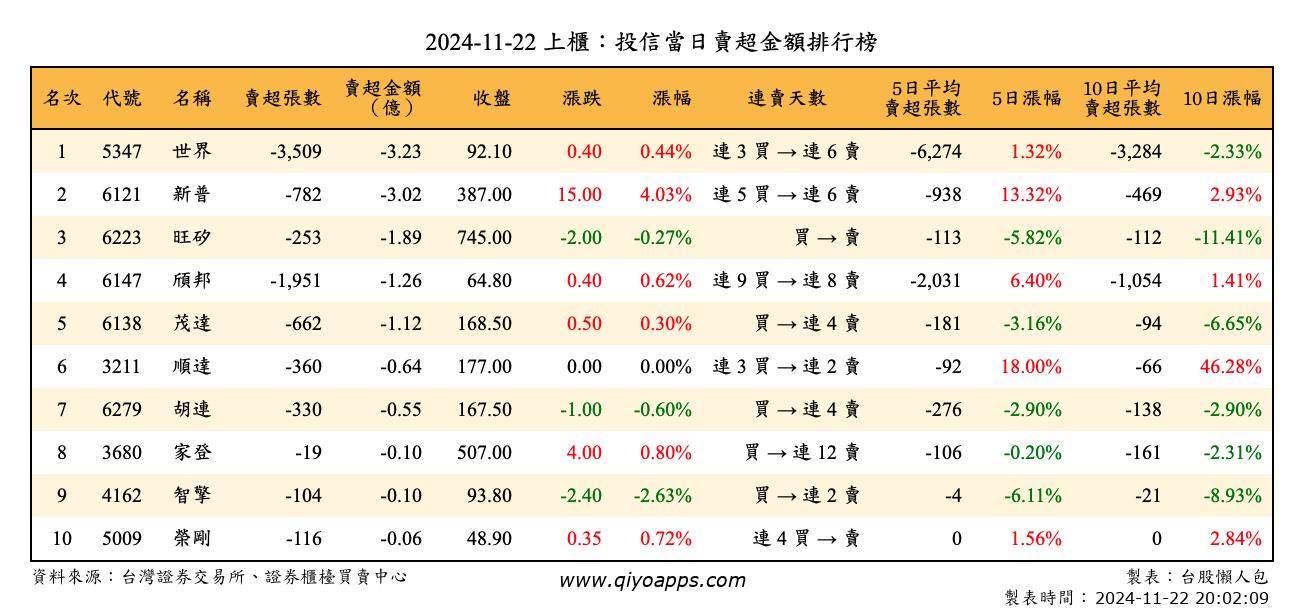 2024-11-22 上櫃：投信當日賣超金額排行榜
名次 代號 名稱 賣超張數 賣超金額（億） 收盤 漲跌 漲幅 連賣天數 5日平均賣超張數 5日漲幅 10日平均賣超張數 10日漲幅
1 5347 世界 -3,509 -3.23 92.10 0.40 0.44% 連 3 買 → 連 6 賣 -6,274 1.32% -3,284 -2.33%
2 6121 新普 -782 -3.02 387.00 15.00 4.03% 連 5 買 → 連 6 賣 -938 13.32% -469 2.93%
3 6223 旺矽 -253 -1.89 745.00 -2.00 -0.27% 買 → 賣 -113 -5.82% -112 -11.41%
4 6147 頎邦 -1,951 -1.26 64.80 0.40 0.62% 連 9 買 → 連 8 賣 -2,031 6.40% -1,054 1.41%
5 6138 茂達 -662 -1.12 168.50 0.50 0.30% 買 → 連 4 賣 -181 -3.16% -94 -6.65%
6 3211 順達 -360 -0.64 177.00 0.00 0.00% 連 3 買 → 連 2 賣 -92 18.00% -66 46.28%
7 6279 胡連 -330 -0.55 167.50 -1.00 -0.60% 買 → 連 4 賣 -276 -2.90% -138 -2.90%
8 3680 家登 -19 -0.10 507.00 4.00 0.80% 買 → 連 12 賣 -106 -0.20% -161 -2.31%
9 4162 智擎 -104 -0.10 93.80 -2.40 -2.63% 買 → 連 2 賣 -4 -6.11% -21 -8.93%
10 5009 榮剛 -116 -0.06 48.90 0.35 0.72% 連 4 買 → 賣 0 1.56% 0 2.84%
資料來源：台灣證券交易所、證券櫃檯買賣中心 www.qiyoapps.com 製表：台股懶人包
製表時間：2024-11-22 20:02:09